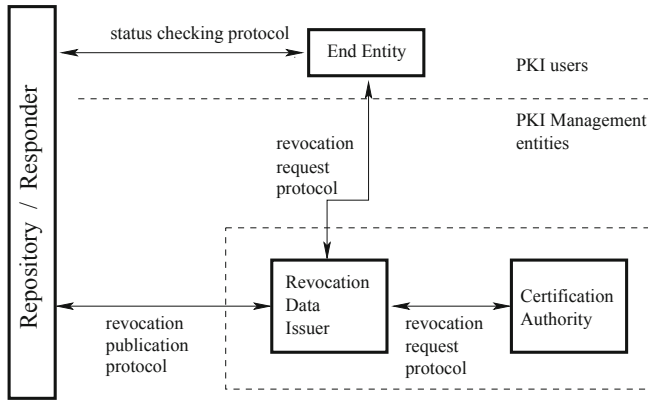 status checking protocol
End Entity
PKI users
PKI Management
entities
revocation
request
protocol
Repository / Responder
Revocation
Data
Issuer
Certification
Authority
revocation
publication
protocol
revocation
request
protocol